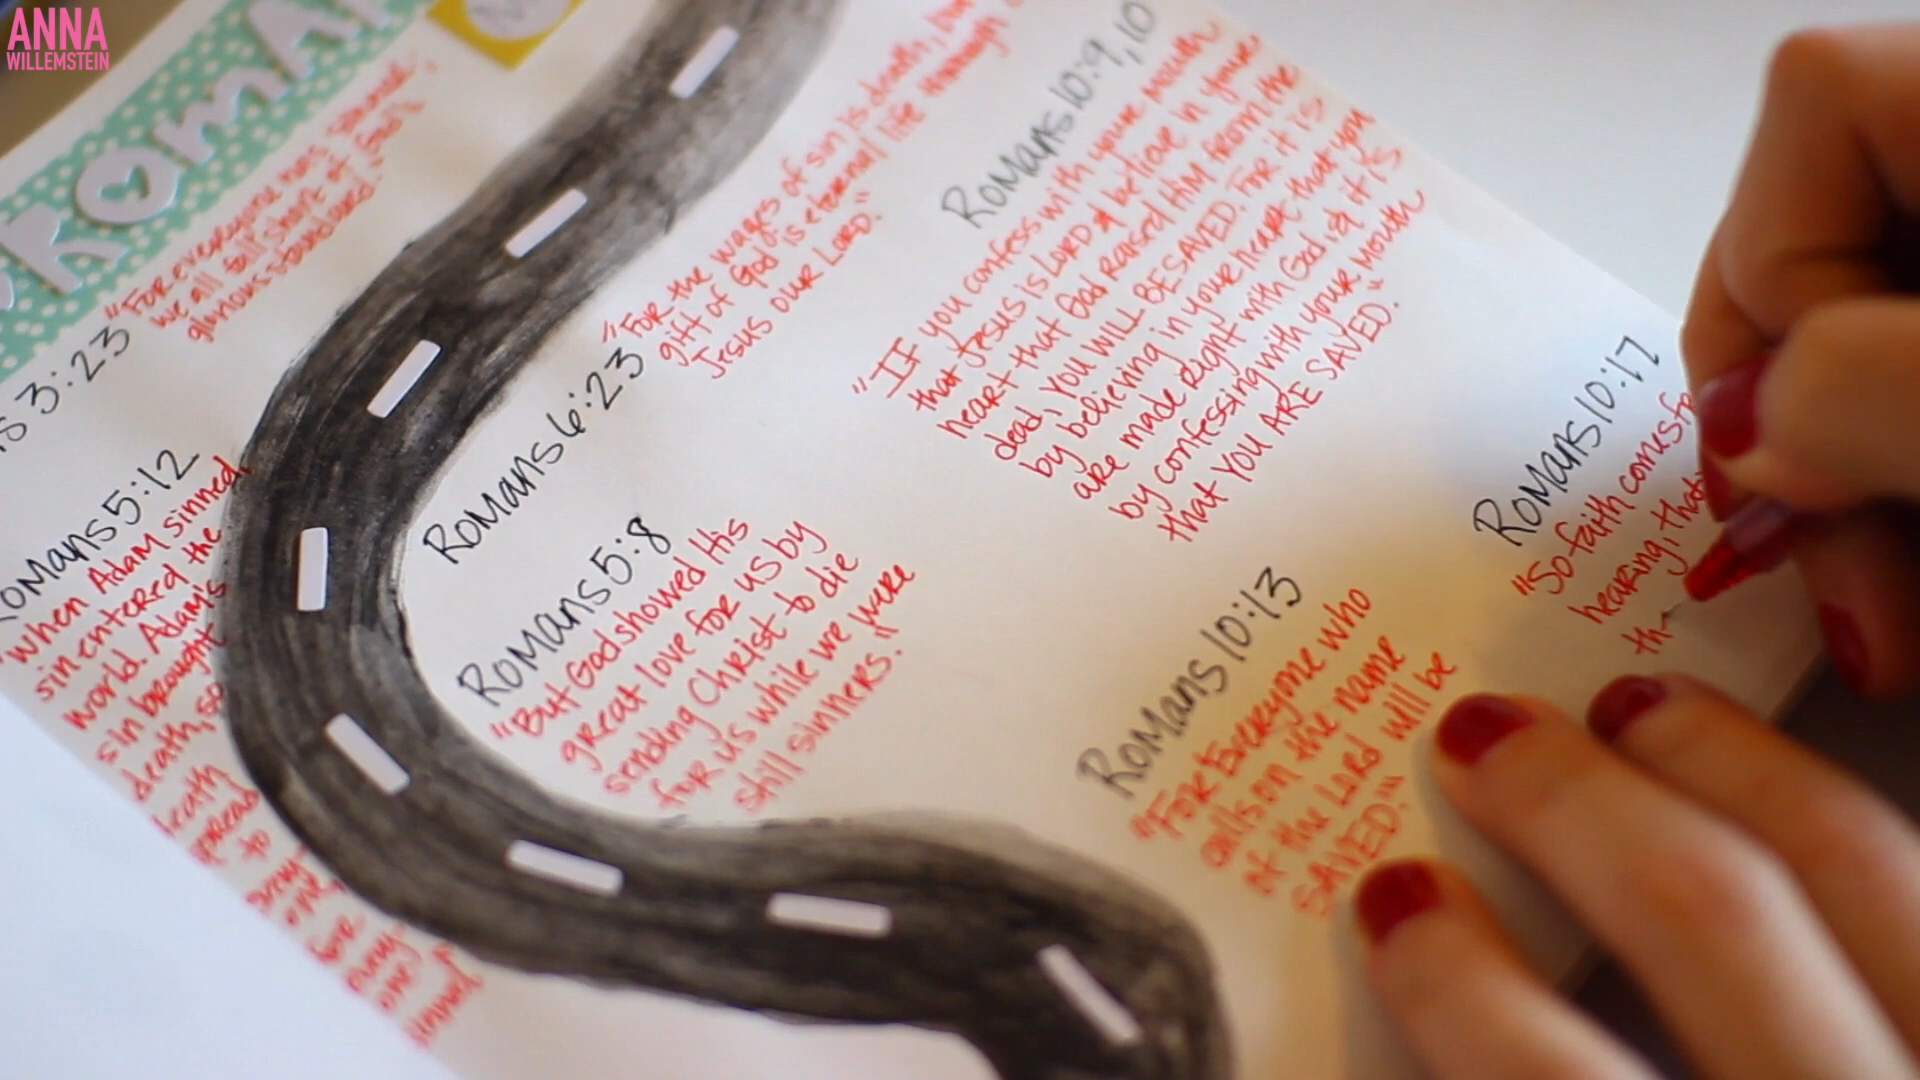 ANNA
WILLEMSTEIN
ROMA
s 3:23
"For everyone has sinned;
we all fall short of God's
glorious standard."
Romans 5:12
"When Adam sinned,
sin entered the
world. Adam's
sin brought
death, so
death
spread to
sinned
Romans 6:23
"For the wages of sin is death, but
gift of God is eternal life through
Jesus our LORD."
Romans 5:8
"But God showed His
great love for us by
sending Christ to die
for us while we were
still sinners."
Romans 10:9,10
"If you confess with your mouth
that Jesus is LORD & believe in your
heart that God raised HIM from the
dead, YOU WILL BE SAVED. For it is
by believing in your heart that you
are made right with God, & it is
by confessing with your mouth
that YOU ARE SAVED."
Romans 10:13
"For Everyone who
calls on the name
of the LORD will be
SAVED."
Romans 10:17
"So faith comes fr
hearing, that
th